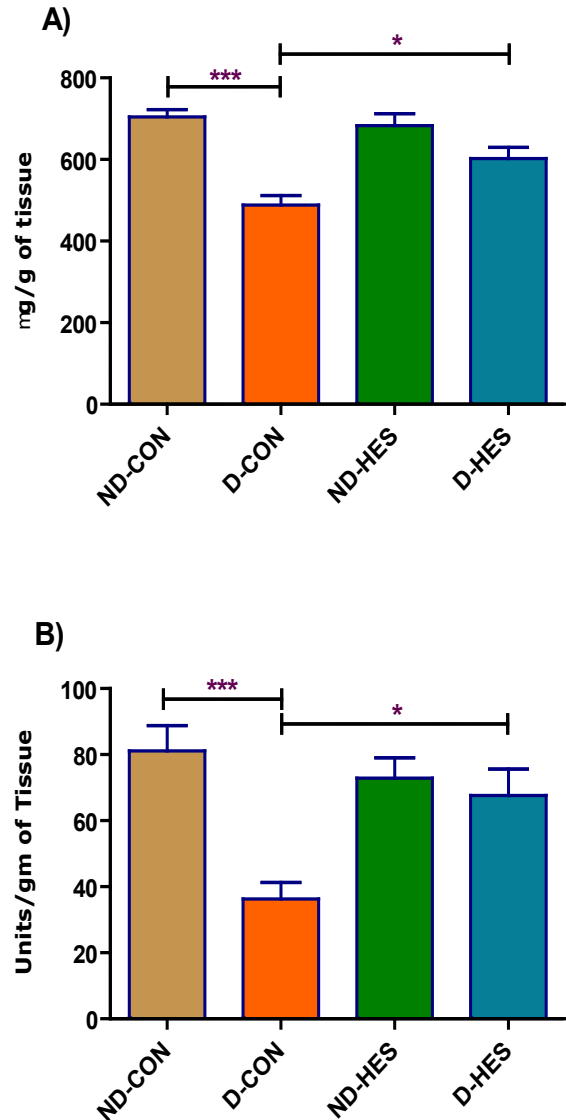 A)
*
***
800
600
400
200
0
mg/g of tissue
ND-CON
D-CON
ND-HES
D-HES
B)
***
*
100
80
60
40
20
0
Units/gm of Tissue
ND-CON
D-CON
ND-HES
D-HES